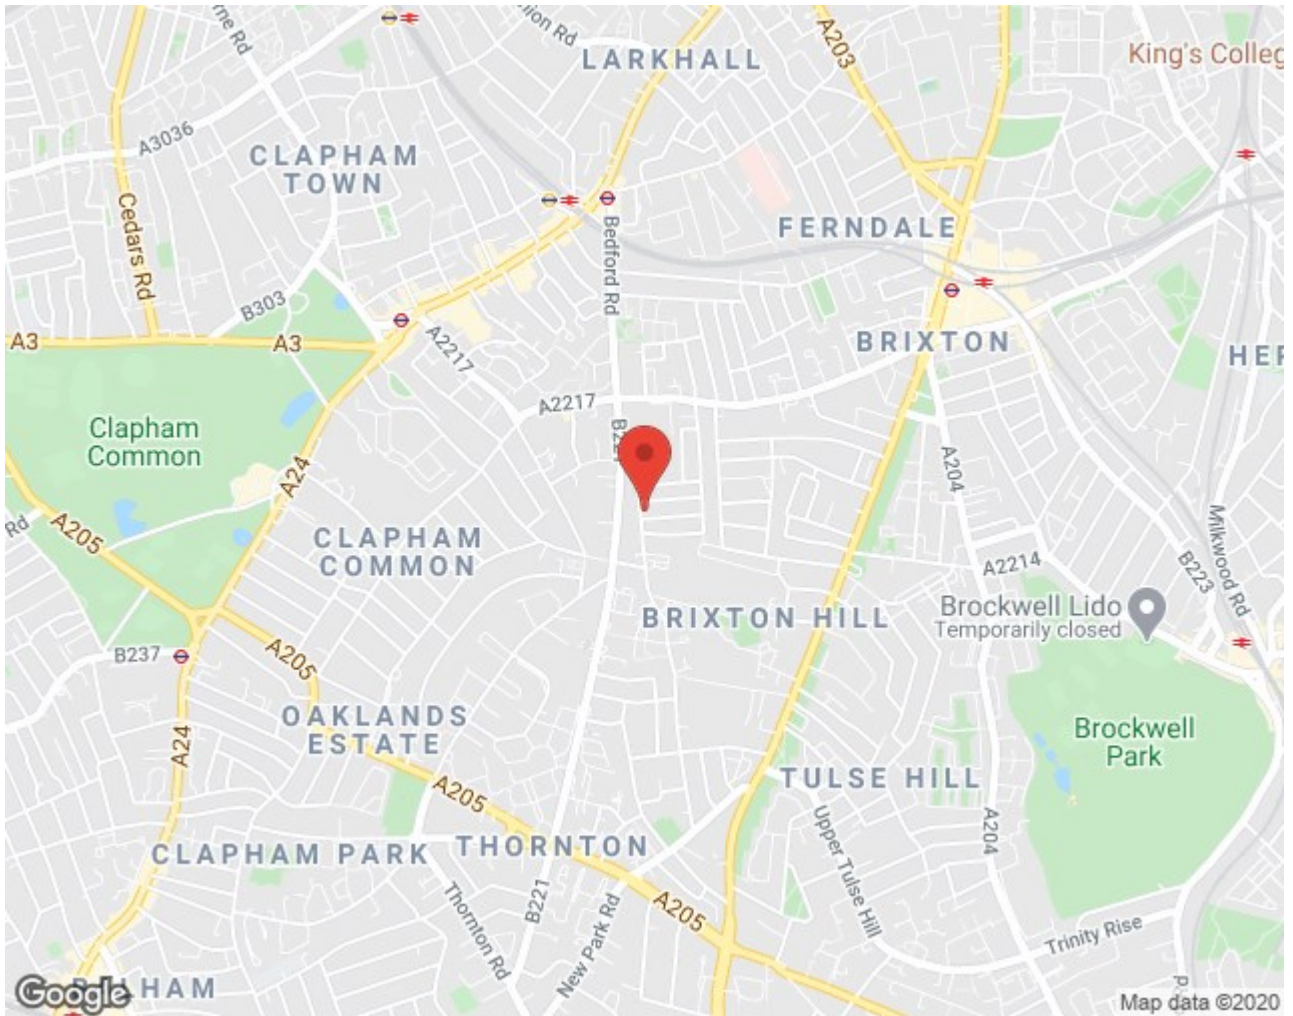 LARKHALL
A203
King's Colleg
A3036
CLAPHAM
TOWN
Cedars Rd
Bedford Rd
FERNDALE
B303
A3
A3
A2217
BRIXTON
HER
A2217
Clapham
Common
A24
A204
A205
Rd
CLAPHAM
COMMON
Milkwood Rd
A2214
B223
Brockwell Lido
Temporarily closed
BRIXTON HILL
B237
A205
OAKLANDS
ESTATE
A24
Brockwell
Park
TULSE HILL
A205
A204
Upper Tulse Hill
CLAPHAM PARK
THORNTON
B221
Thornton Rd
New Park Rd
A205
Trinity Rise
Google
Map data ©2020